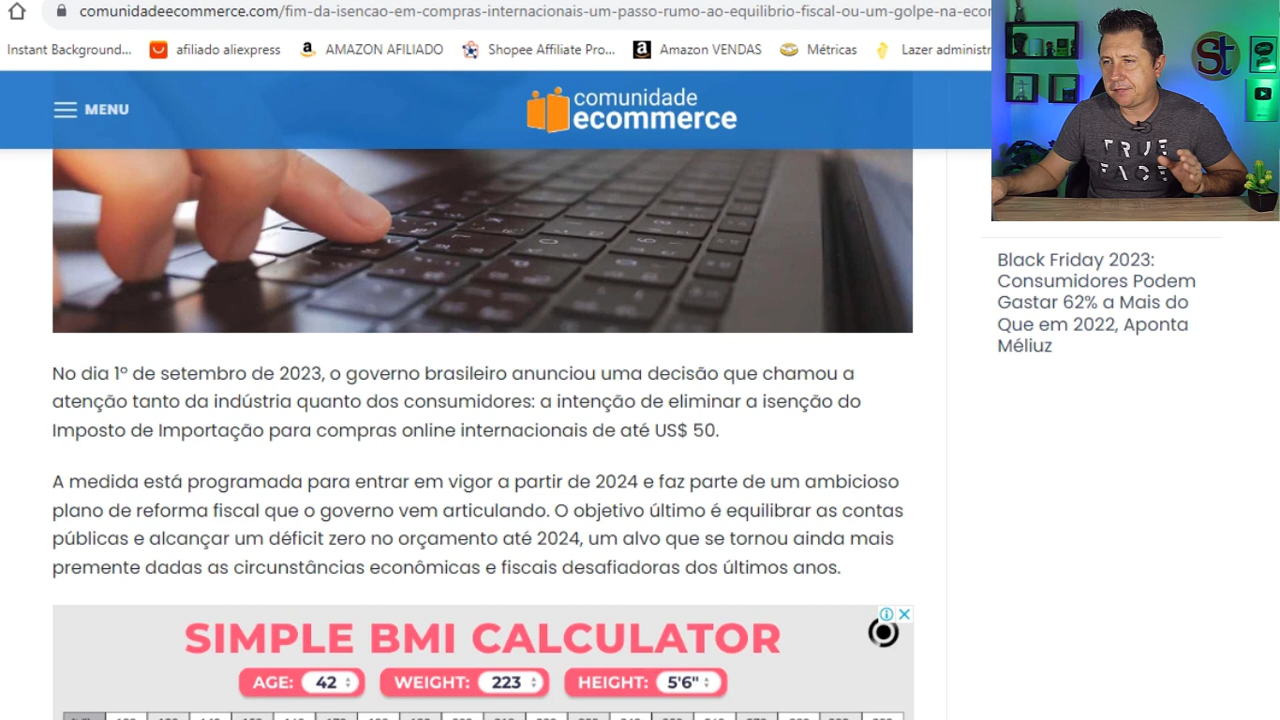 comunidadeecommerce.com/fim-da-isencao-em-compras-internacionais-um-passo-rumo-ao-equilibrio-fiscal-ou-um-golpe-na-econ
Instant Background...
afiliado aliexpress
AMAZON AFILIADO
Shopee Affiliate Pro...
Amazon VENDAS
Métricas
Lazer administr
MENU
comunidade
ecommerce
St
TRUE
FACE
Black Friday 2023:
Consumidores Podem
Gastar 62% a Mais do
Que em 2022, Aponta
Méliuz
No dia 1º de setembro de 2023, o governo brasileiro anunciou uma decisão que chamou a
atenção tanto da indústria quanto dos consumidores: a intenção de eliminar a isenção do
Imposto de Importação para compras online internacionais de até US$ 50.
A medida está programada para entrar em vigor a partir de 2024 e faz parte de um ambicioso
plano de reforma fiscal que o governo vem articulando. O objetivo último é equilibrar as contas
públicas e alcançar um déficit zero no orçamento até 2024, um alvo que se tornou ainda mais
premente dadas as circunstâncias econômicas e fiscais desafiadoras dos últimos anos.
SIMPLE BMI CALCULATOR
AGE: 42
WEIGHT: 223
HEIGHT: 5'6"